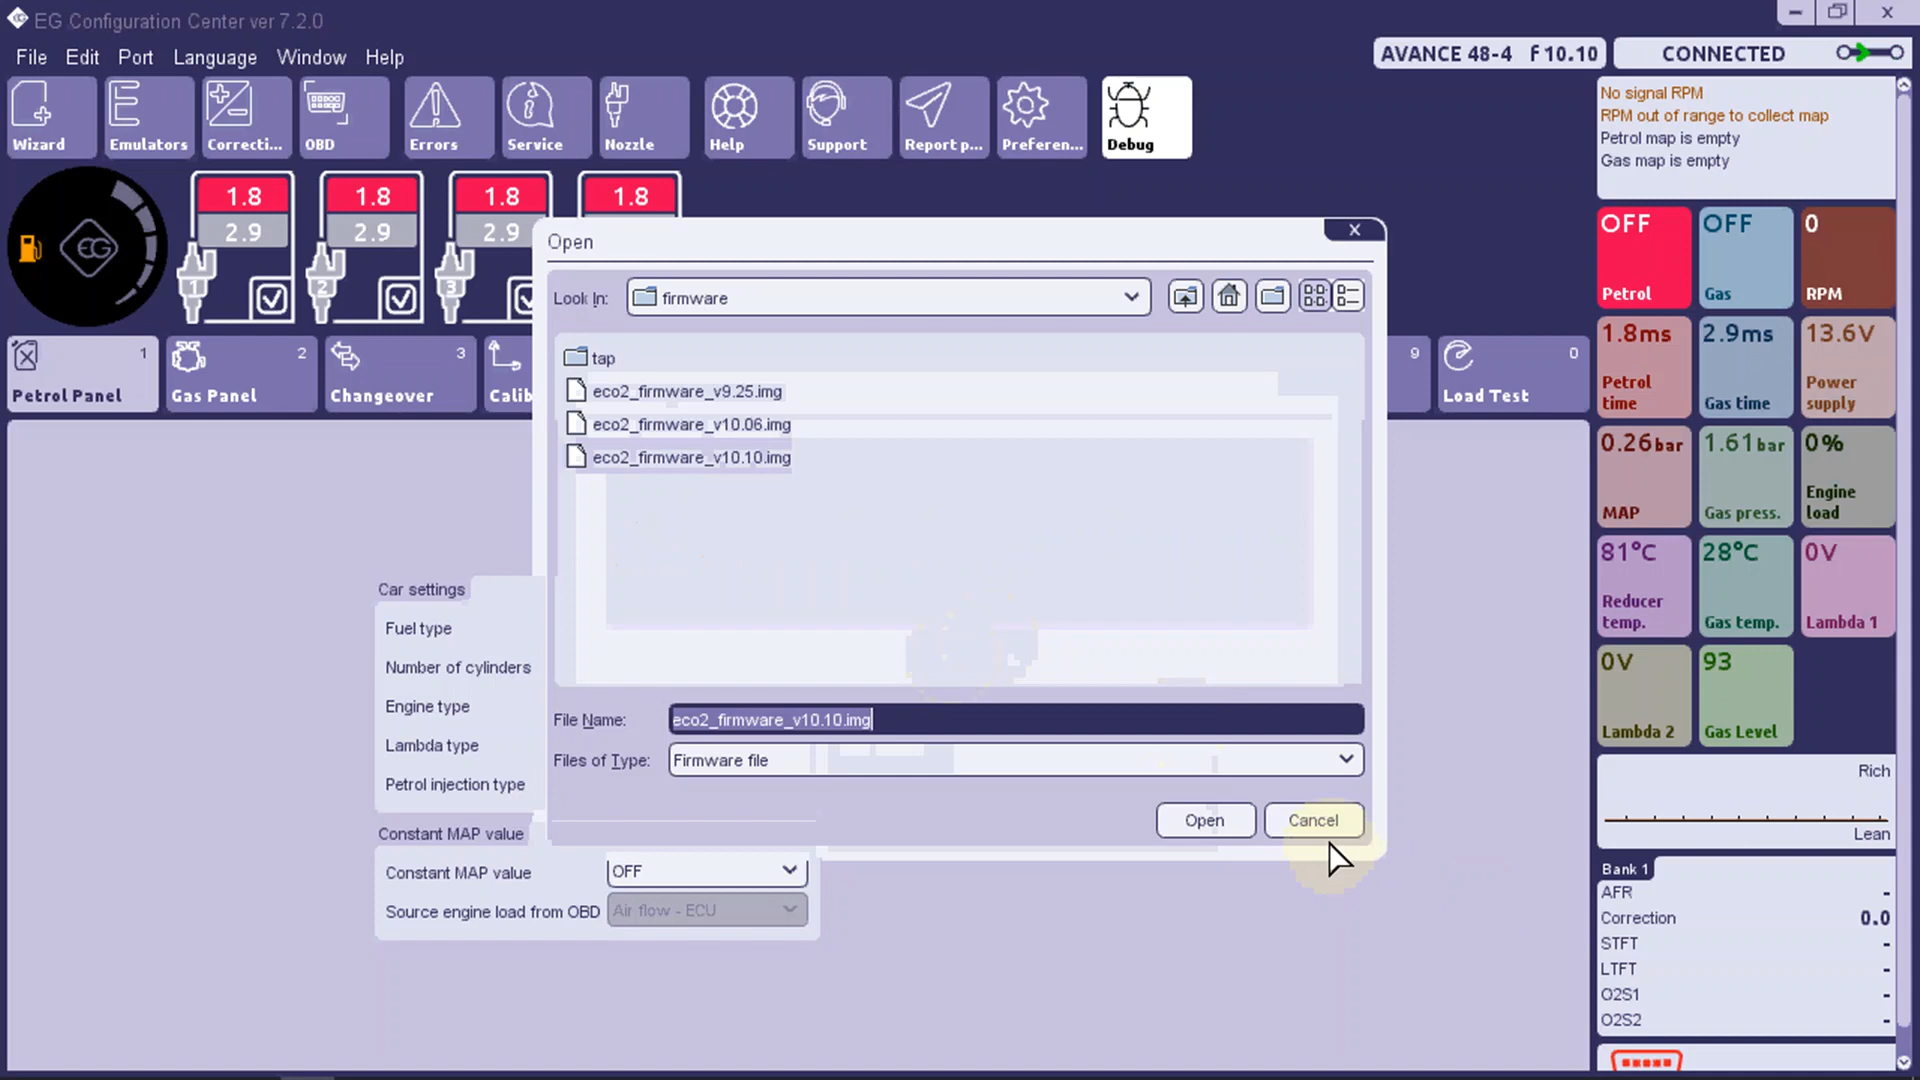 EG Configuration Center ver 7.2.0
File Edit Port Language Window Help
AVANCE 48-4 f 10.10
CONNECTED
Wizard
Emulators
Correcti...
OBD
Errors
Service
Nozzle
Help
Support
Report p...
Preferen...
Debug
No signal RPM
RPM out of range to collect map
Petrol map is empty
Gas map is empty
EG
1.8
2.9
1
1.8
2.9
2
1.8
2.9
3
1.8
Petrol Panel 1
Gas Panel 2
Changeover 3
Calib
9
Load Test 0
Open
X
Look In: firmware
tap
eco2_firmware_v9.25.img
eco2_firmware_v10.06.img
eco2_firmware_v10.10.img
File Name: eco2_firmware_v10.10.img
Files of Type: Firmware file
Open Cancel
Car settings
Fuel type
Number of cylinders
Engine type
Lambda type
Petrol injection type
Constant MAP value
Constant MAP value OFF
Source engine load from OBD Air flow - ECU
OFF
Petrol
OFF
Gas
0
RPM
1.8ms
Petrol time
2.9ms
Gas time
13.6V
Power supply
0.26bar
MAP
1.61bar
Gas press.
0%
Engine load
81°C
Reducer temp.
28°C
Gas temp.
0V
Lambda 1
0V
Lambda 2
93
Gas Level
Rich
Lean
Bank 1
AFR -
Correction 0.0
STFT -
LTFT -
O2S1 -
O2S2 -